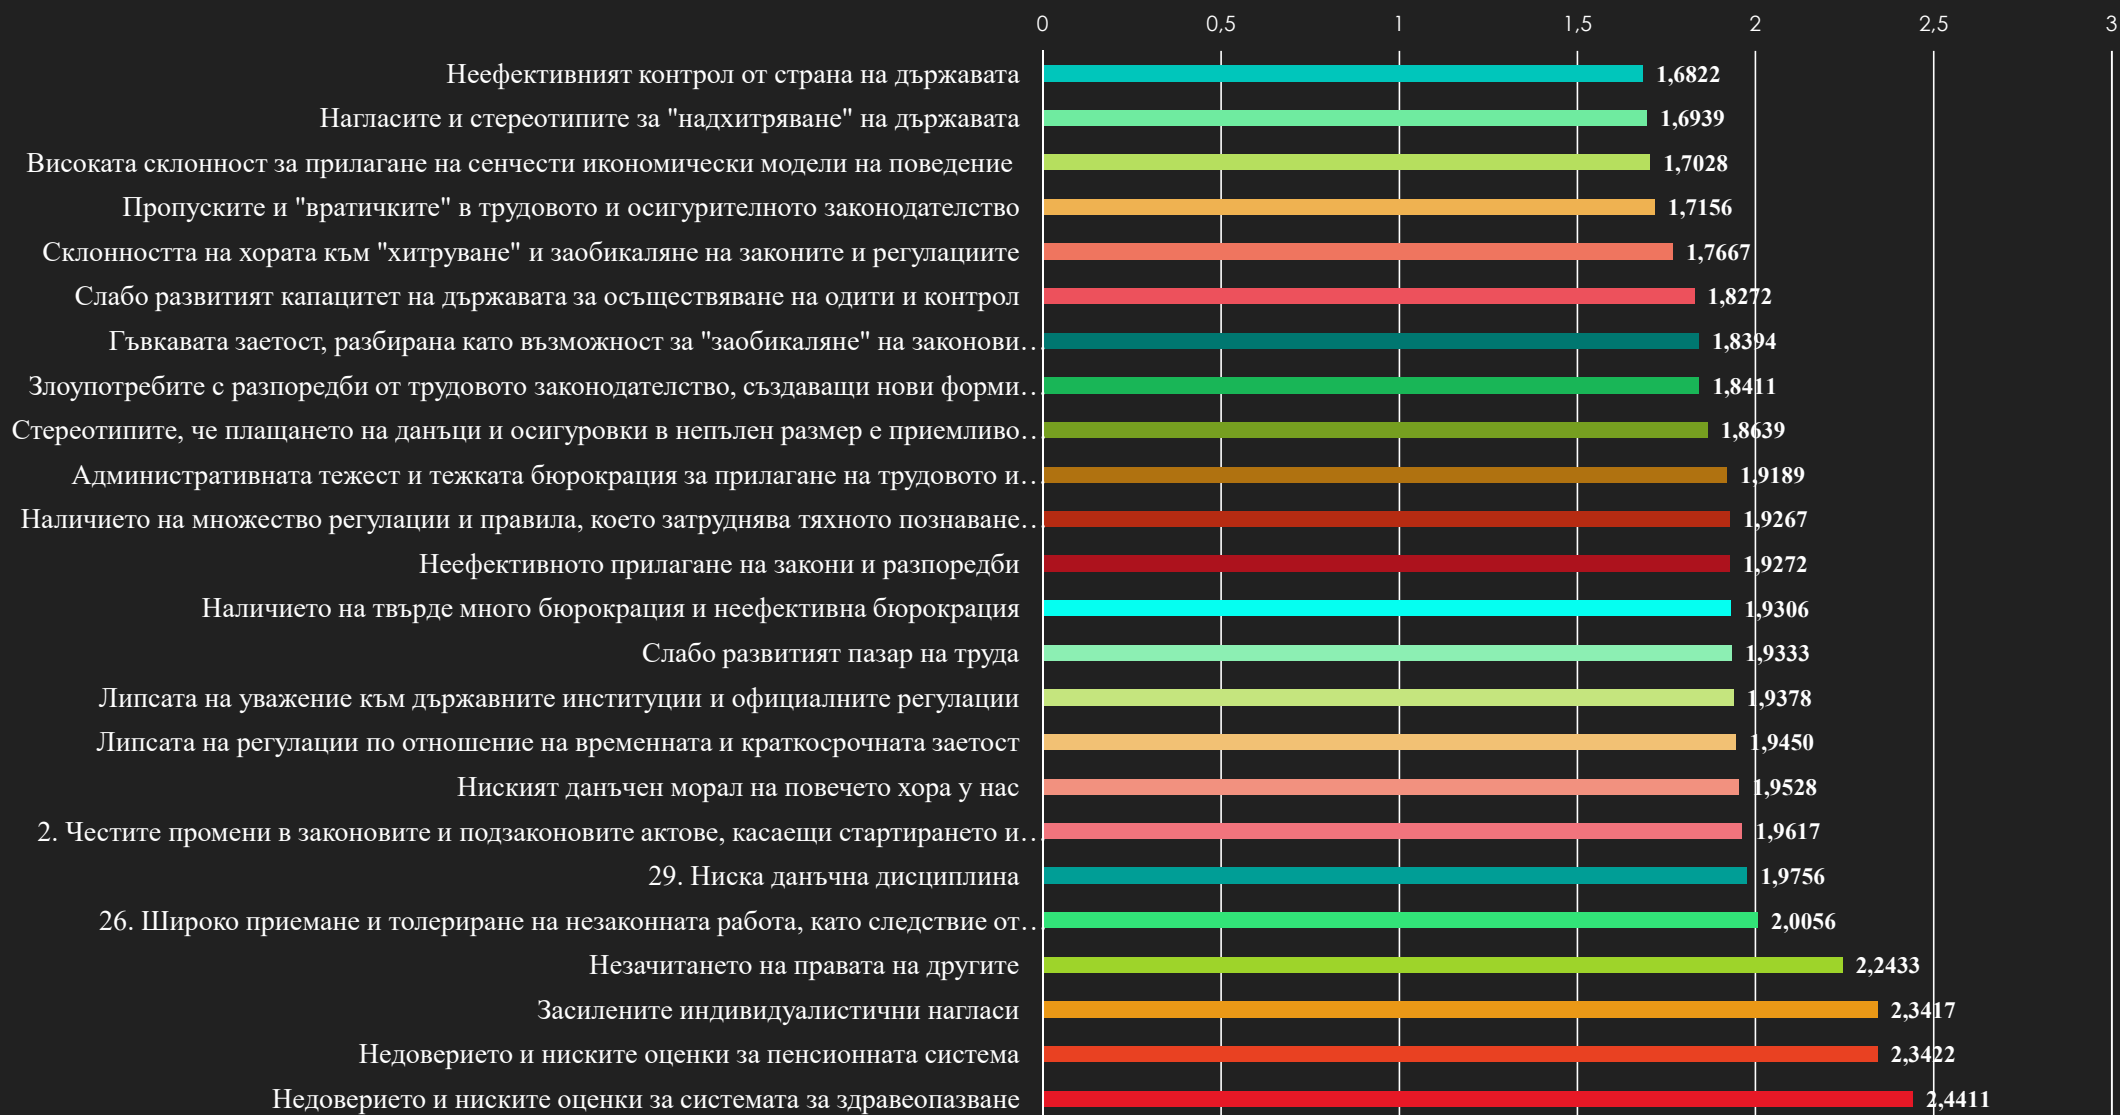 0 0,5 1 1,5 2 2,5 3
Неефективният контрол от страна на държавата 1,6822
Нагласите и стереотипите за "надхитряване" на държавата 1,6939
Високата склонност за прилагане на сенчести икономически модели на поведение 1,7028
Пропуските и "вратичките" в трудовото и осигурителното законодателство 1,7156
Склонността на хората към "хитруване" и заобикаляне на законите и регулациите 1,7667
Слабо развитият капацитет на държавата за осъществяване на одити и контрол 1,8272
Гъвкавата заетост, разбирана като възможност за "заобикаляне" на законови… 1,8394
Злоупотребите с разпоредби от трудовото законодателство, създаващи нови форми… 1,8411
Стереотипите, че плащането на данъци и осигуровки в непълен размер е приемливо… 1,8639
Административната тежест и тежката бюрокрация за прилагане на трудовото и… 1,9189
Наличието на множество регулации и правила, което затруднява тяхното познаване… 1,9267
Неефективното прилагане на закони и разпоредби 1,9272
Наличието на твърде много бюрокрация и неефективна бюрокрация 1,9306
Слабо развитият пазар на труда 1,9333
Липсата на уважение към държавните институции и официалните регулации 1,9378
Липсата на регулации по отношение на временната и краткосрочната заетост 1,9450
Ниският данъчен морал на повечето хора у нас 1,9528
2. Честите промени в законовите и подзаконовите актове, касаещи стартирането и… 1,9617
29. Ниска данъчна дисциплина 1,9756
26. Широко приемане и толериране на незаконната работа, като следствие от… 2,0056
Незачитането на правата на другите 2,2433
Засилените индивидуалистични нагласи 2,3417
Недоверието и ниските оценки за пенсионната система 2,3422
Недоверието и ниските оценки за системата за здравеопазване 2,4411